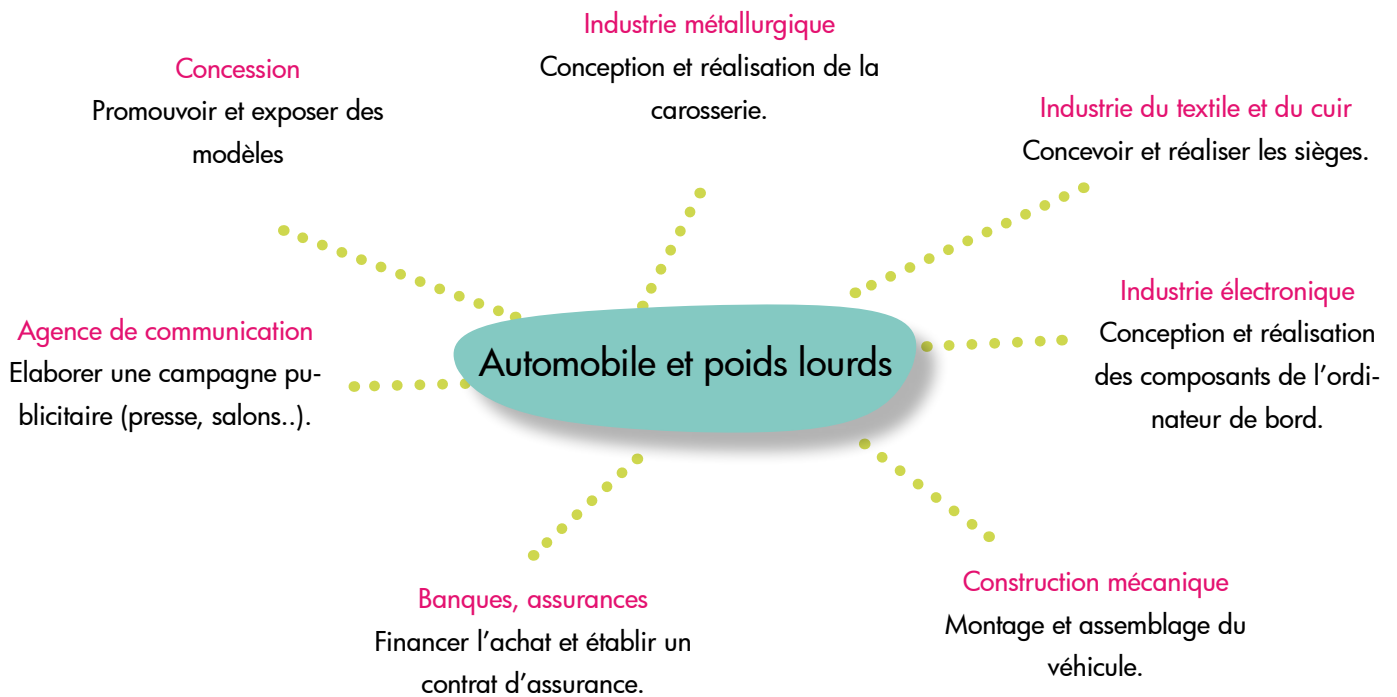 Industrie métallurgique
Conception et réalisation de la
carosserie.
Concession
Promouvoir et exposer des
modèles
Industrie du textile et du cuir
Concevoir et réaliser les sièges.
Industrie électronique
Conception et réalisation
des composants de l'ordi-
nateur de bord.
Agence de communication
Elaborer une campagne pu-
blicitaire (presse, salons..).
Automobile et poids lourds
Construction mécanique
Montage et assemblage du
véhicule.
Banques, assurances
Financer l'achat et établir un
contrat d'assurance.